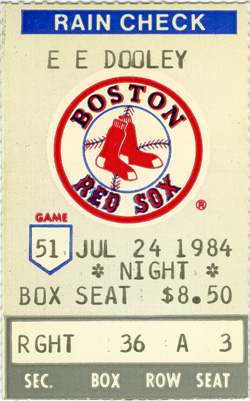 RAIN CHECK
E E DOOLEY
BOSTON
RED SOX
®
GAME
51 JUL 24 1984
* NIGHT *
BOX SEAT $8.50
RGHT 36 A 3
SEC. BOX ROW SEAT